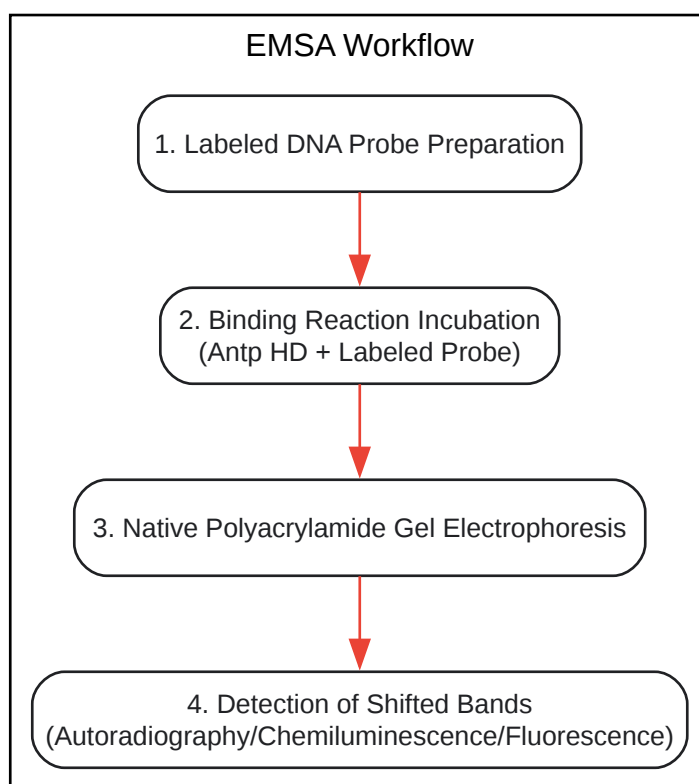 EMSA Workflow
1. Labeled DNA Probe Preparation
2. Binding Reaction Incubation
(Antp HD + Labeled Probe)
3. Native Polyacrylamide Gel Electrophoresis
4. Detection of Shifted Bands
(Autoradiography/Chemiluminescence/Fluorescence)